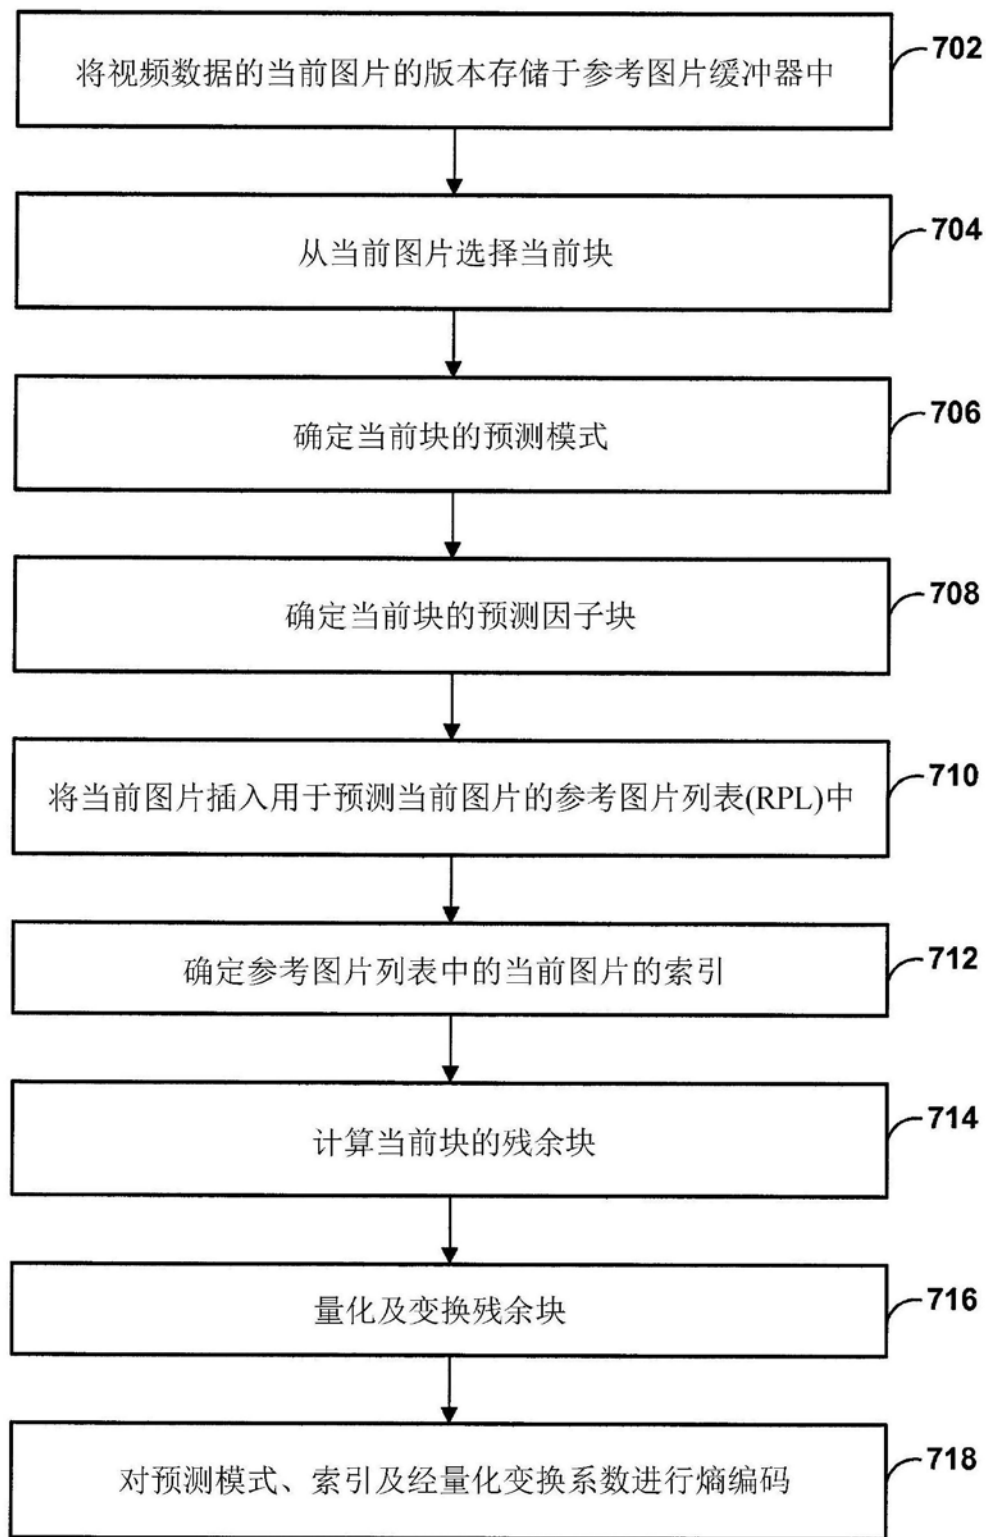 将视频数据的当前图片的版本存储于参考图片缓冲器中
702
从当前图片选择当前块
704
确定当前块的预测模式
706
确定当前块的预测因子块
708
将当前图片插入用于预测当前图片的参考图片列表(RPL)中
710
确定参考图片列表中的当前图片的索引
712
计算当前块的残余块
714
量化及变换残余块
716
对预测模式、索引及经量化变换系数进行熵编码
718